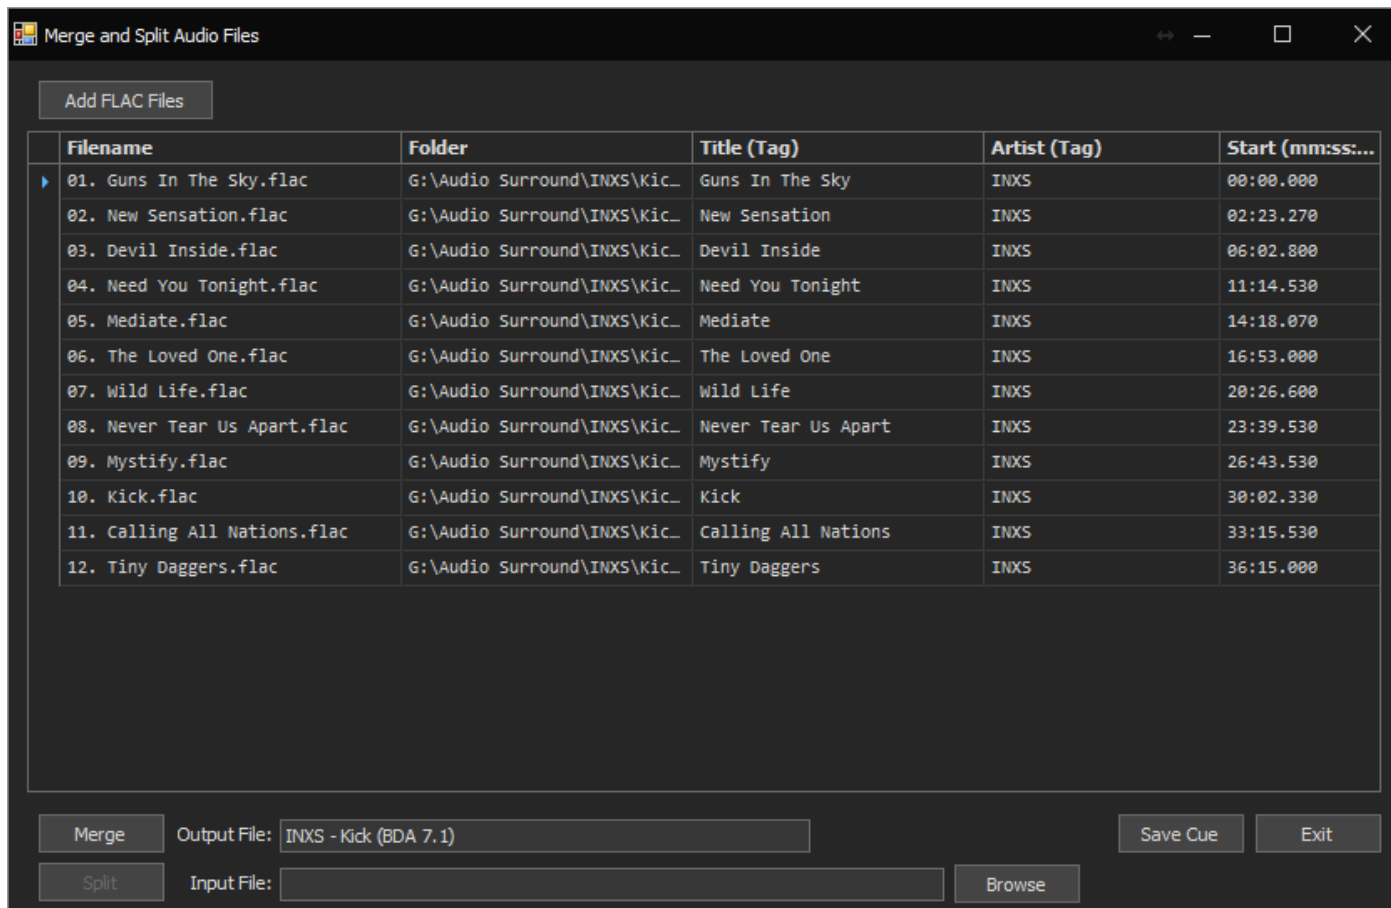 Merge and Split Audio Files
Add FLAC Files
Filename Folder Title (Tag) Artist (Tag) Start (mm:ss:...
01. Guns In The Sky.flac G:\Audio Surround\INXS\Kic… Guns In The Sky INXS 00:00.000
02. New Sensation.flac G:\Audio Surround\INXS\Kic… New Sensation INXS 02:23.270
03. Devil Inside.flac G:\Audio Surround\INXS\Kic… Devil Inside INXS 06:02.800
04. Need You Tonight.flac G:\Audio Surround\INXS\Kic… Need You Tonight INXS 11:14.530
05. Mediate.flac G:\Audio Surround\INXS\Kic… Mediate INXS 14:18.070
06. The Loved One.flac G:\Audio Surround\INXS\Kic… The Loved One INXS 16:53.000
07. Wild Life.flac G:\Audio Surround\INXS\Kic… Wild Life INXS 20:26.600
08. Never Tear Us Apart.flac G:\Audio Surround\INXS\Kic… Never Tear Us Apart INXS 23:39.530
09. Mystify.flac G:\Audio Surround\INXS\Kic… Mystify INXS 26:43.530
10. Kick.flac G:\Audio Surround\INXS\Kic… Kick INXS 30:02.330
11. Calling All Nations.flac G:\Audio Surround\INXS\Kic… Calling All Nations INXS 33:15.530
12. Tiny Daggers.flac G:\Audio Surround\INXS\Kic… Tiny Daggers INXS 36:15.000
Merge Output File: INXS - Kick (BDA 7.1) Save Cue Exit
Split Input File: Browse